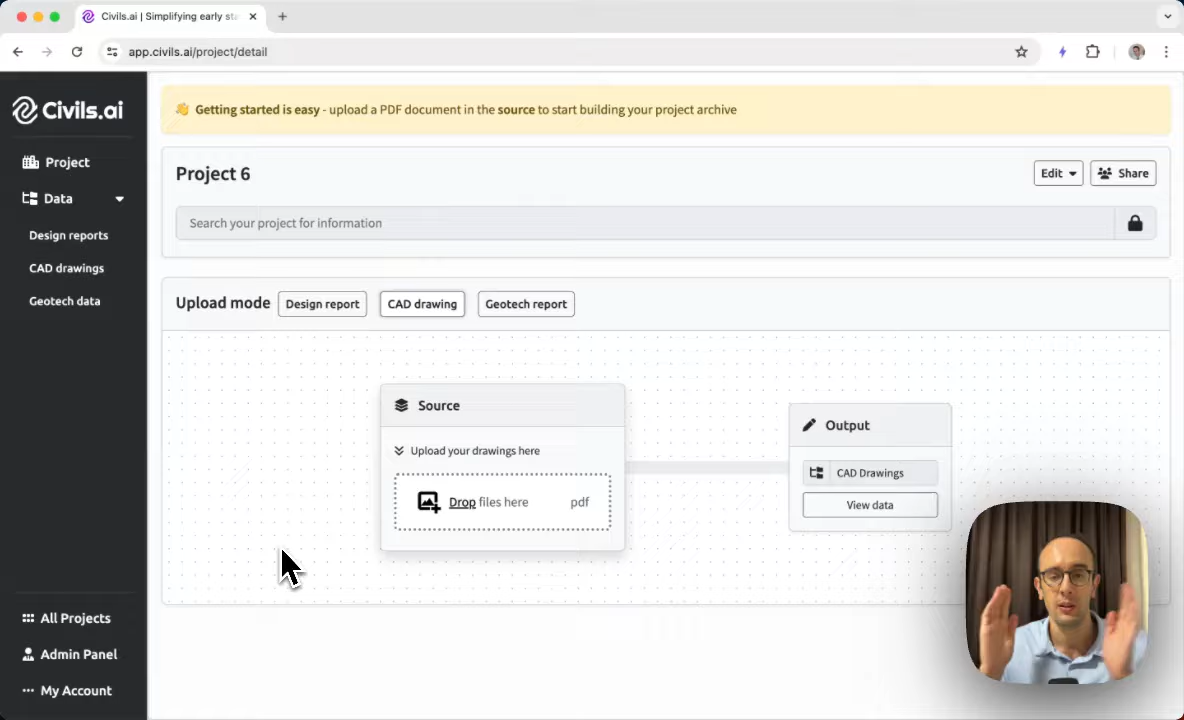 Civils.ai | Simplifying early sta
app.civils.ai/project/detail
Civils.ai
Project
Data
Design reports
CAD drawings
Geotech data
All Projects
Admin Panel
My Account
👋 Getting started is easy - upload a PDF document in the source to start building your project archive
Project 6
Edit
Share
Search your project for information
Upload mode
Design report
CAD drawing
Geotech report
Source
Upload your drawings here
Drop files here pdf
Output
CAD Drawings
View data